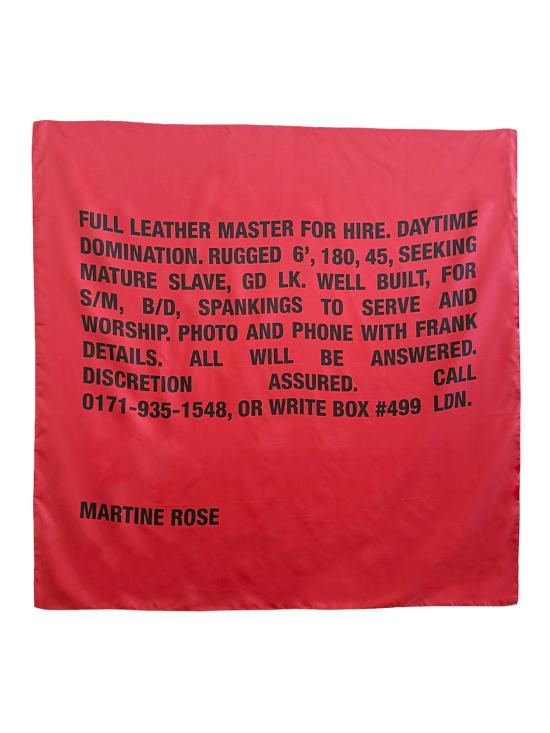 FULL LEATHER MASTER FOR HIRE. DAYTIME
DOMINATION. RUGGED 6', 180, 45, SEEKING
MATURE SLAVE, GD LK. WELL BUILT, FOR
S/M, B/D, SPANKINGS TO SERVE AND
WORSHIP. PHOTO AND PHONE WITH FRANK
DETAILS. ALL WILL BE ANSWERED.
DISCRETION ASSURED. CALL
0171-935-1548, OR WRITE BOX #499 LDN.
MARTINE ROSE